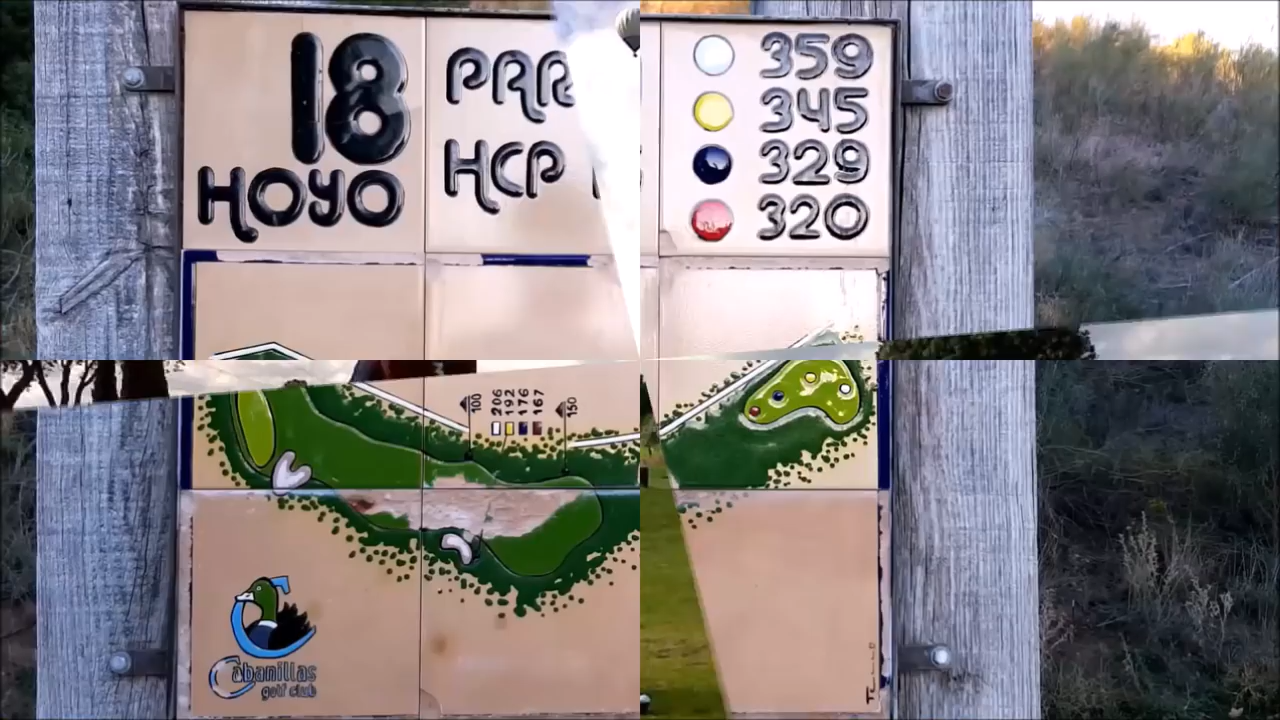 18
HOYO
PAR
HCP
359
345
329
320
100
206
192
176
167
150
Cabanillas
golf club